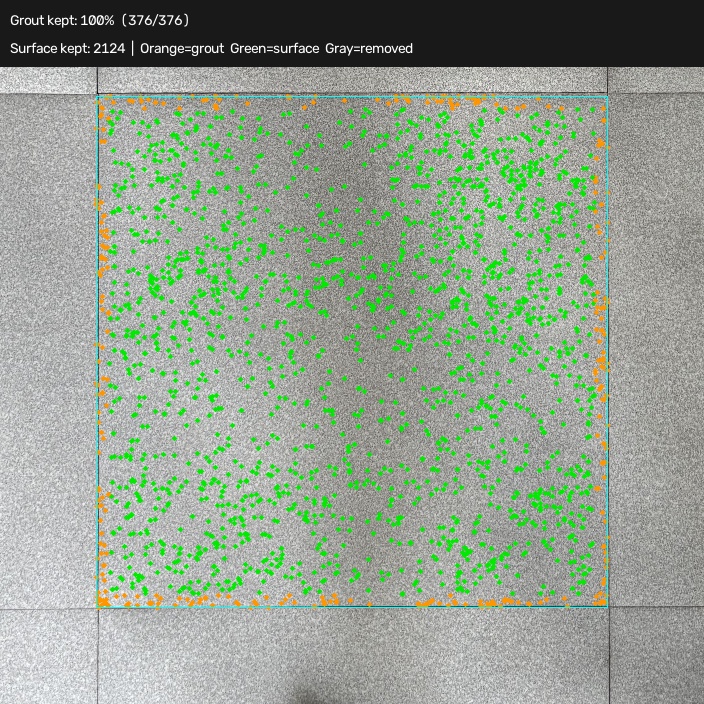 Grout kept: 100% (376/376)
Surface kept: 2124 | Orange=grout Green=surface Gray=removed